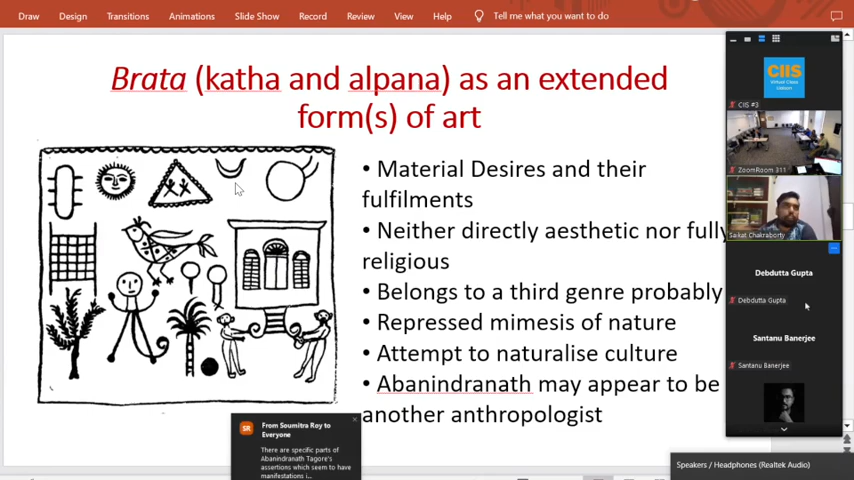 Draw Design Transitions Animations Slide Show Record Review View Help Tell me what you want to do
Brata (katha and alpana) as an extended
form(s) of art
• Material Desires and their
fulfilments
• Neither directly aesthetic nor fully
religious
• Belongs to a third genre probably
• Repressed mimesis of nature
• Attempt to naturalise culture
• Abanindranath may appear to be
another anthropologist
CIIS
Virtual Class
CIIS #3
ZoomRoom 311
Saikat Chakraborty
Debdutta Gupta
Debdutta Gupta
Santanu Banerjee
Santanu Banerjee
SR
From Soumitra Roy to
Everyone
There are specific parts of
Abanindranath Tagore's
assertions which seem to have
manifestations i...
Speakers / Headphones (Realtek Audio)